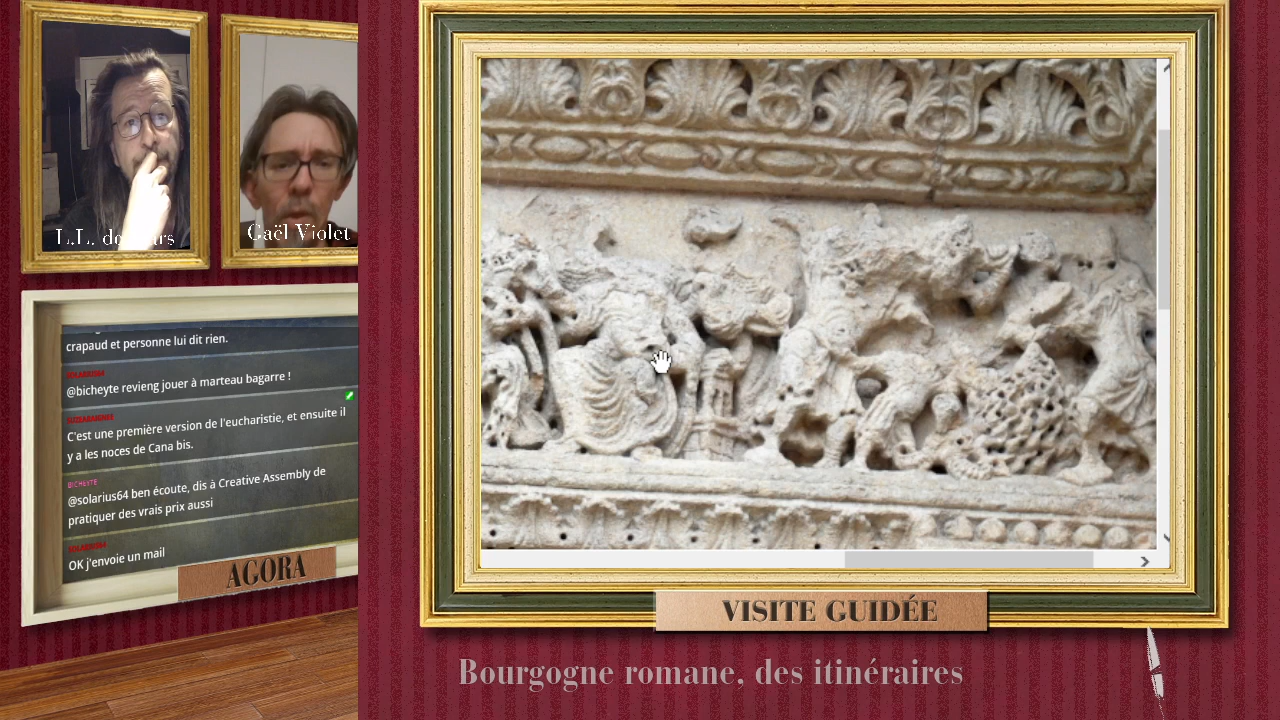 L.L. de
Gaël Violet
crapaud et personne lui dit rien.
@bicheyte revieng jouer à marteau bagarre !
C'est une première version de l'eucharistie, et ensuite il
y a les noces de Cana bis.
BICHEYTE
@solarius64 ben écoute, dis à Creative Assembly de
pratiquer des vrais prix aussi
SOLARIUS64
OK j'envoie un mail
AGORA
VISITE GUIDÉE
Bourgogne romane, des itinéraires